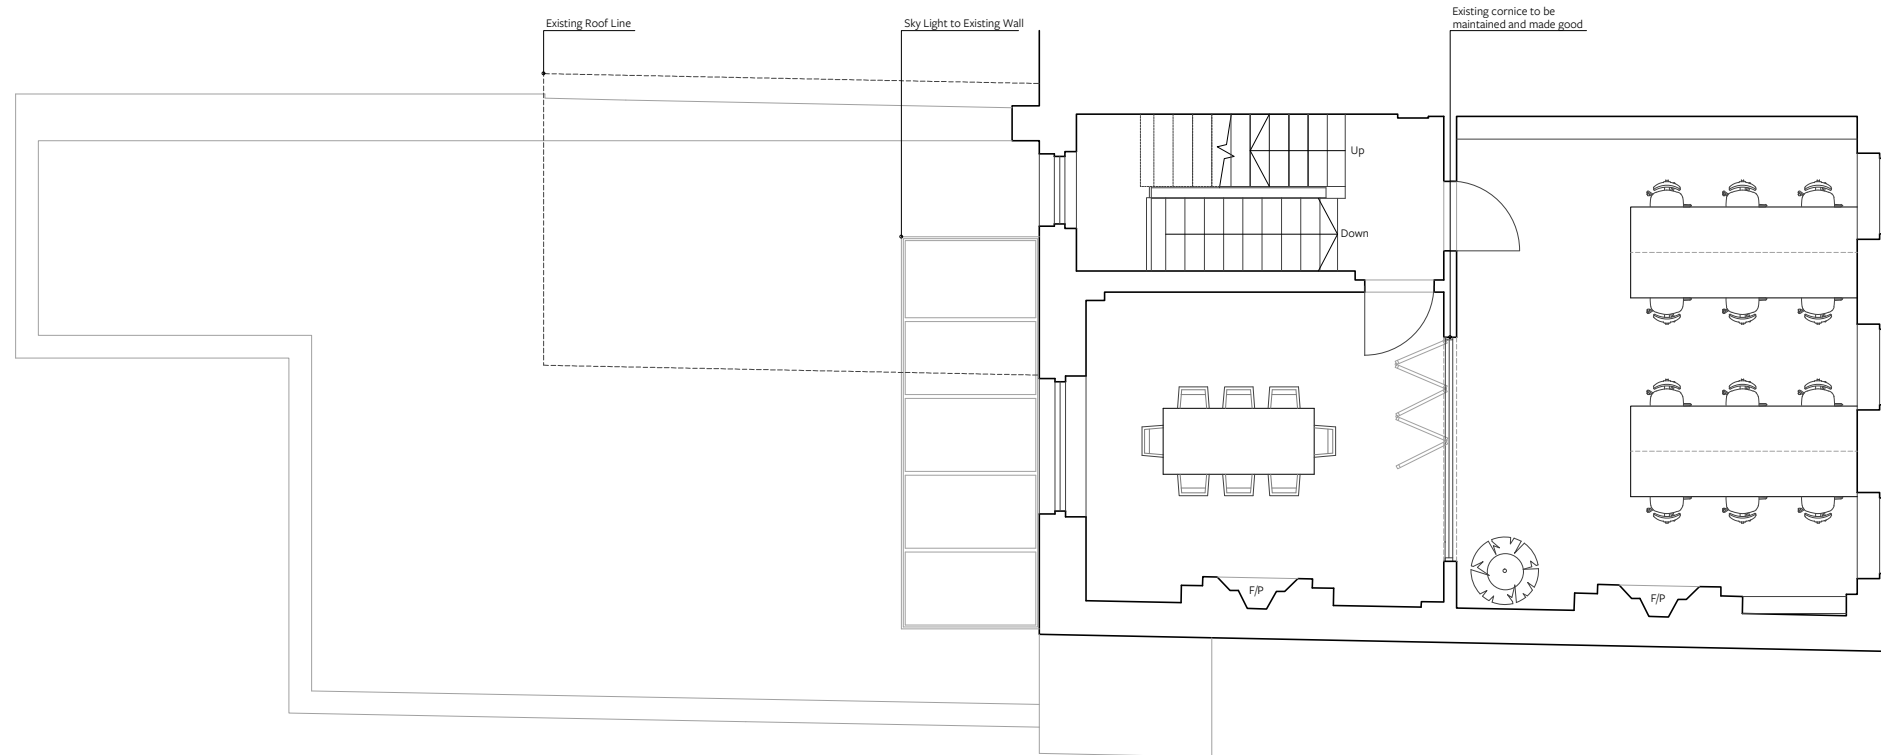 Existing Roof Line
Sky Light to Existing Wall
Existing cornice to be
maintained and made good
Up
Down
F/P
F/P